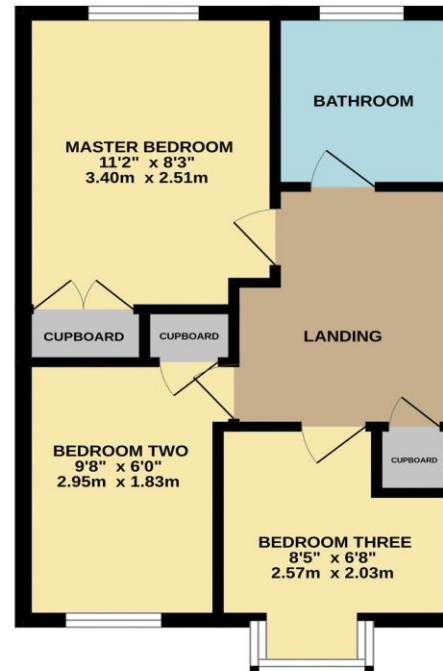 BATHROOM
MASTER BEDROOM
11'2" x 8'3"
3.40m x 2.51m
CUPBOARD
CUPBOARD
LANDING
BEDROOM TWO
9'8" x 6'0"
2.95m x 1.83m
CUPBOARD
BEDROOM THREE
8'5" x 6'8"
2.57m x 2.03m